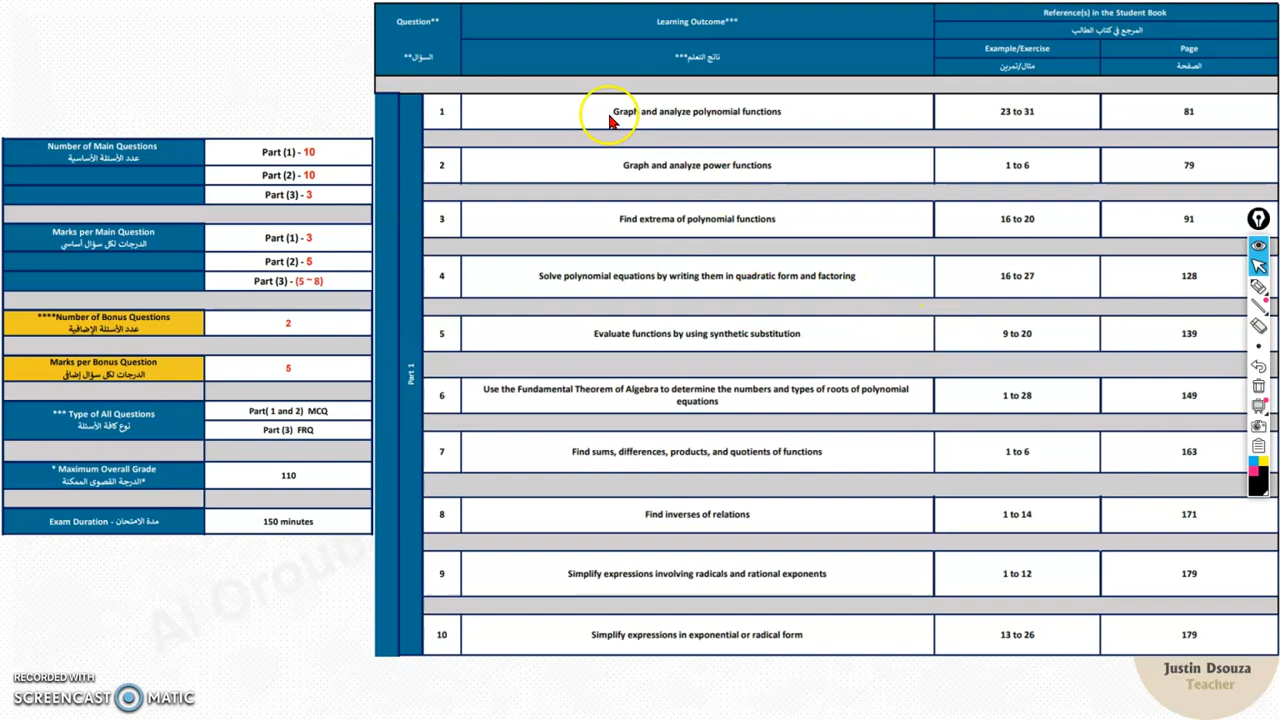 Question**
السؤال**
Learning Outcome***
ناتج التعلم***
Reference(s) in the Student Book
المرجع في كتاب الطالب
Example/Exercise
مثال/تمرين
Page
الصفحة
Part 1
1 Graph and analyze polynomial functions 23 to 31 81
2 Graph and analyze power functions 1 to 6 79
3 Find extrema of polynomial functions 16 to 20 91
4 Solve polynomial equations by writing them in quadratic form and factoring 16 to 27 128
5 Evaluate functions by using synthetic substitution 9 to 20 139
6 Use the Fundamental Theorem of Algebra to determine the numbers and types of roots of polynomial
equations 1 to 28 149
7 Find sums, differences, products, and quotients of functions 1 to 6 163
8 Find inverses of relations 1 to 14 171
9 Simplify expressions involving radicals and rational exponents 1 to 12 179
10 Simplify expressions in exponential or radical form 13 to 26 179
Number of Main Questions
عدد الأسئلة الأساسية
Part (1) - 10
Part (2) - 10
Part (3) - 3
Marks per Main Question
الدرجات لكل سؤال أساسي
Part (1) - 3
Part (2) - 5
Part (3) - (5 ~ 8)
****Number of Bonus Questions
عدد الأسئلة الإضافية
2
Marks per Bonus Question
الدرجات لكل سؤال إضافي
5
*** Type of All Questions
نوع كافة الأسئلة
Part( 1 and 2) MCQ
Part (3) FRQ
* Maximum Overall Grade
الدرجة القصوى الممكنة*
110
Exam Duration - مدة الامتحان
150 minutes
Al Oroub
RECORDED WITH
SCREENCAST MATIC
Justin Dsouza
Teacher